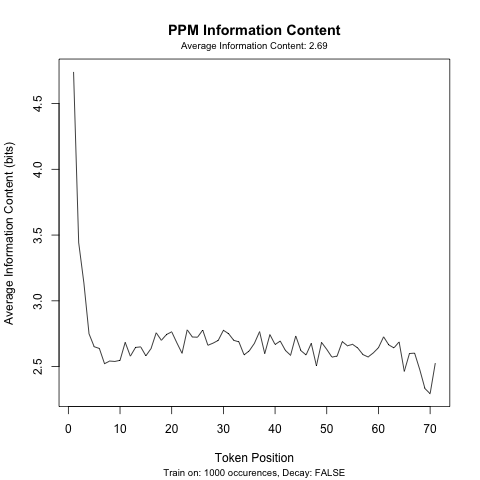 PPM Information Content
Average Information Content: 2.69
Average Information Content (bits)
4.5
4.0
3.5
3.0
2.5
0 10 20 30 40 50 60 70
Token Position
Train on: 1000 occurences, Decay: FALSE